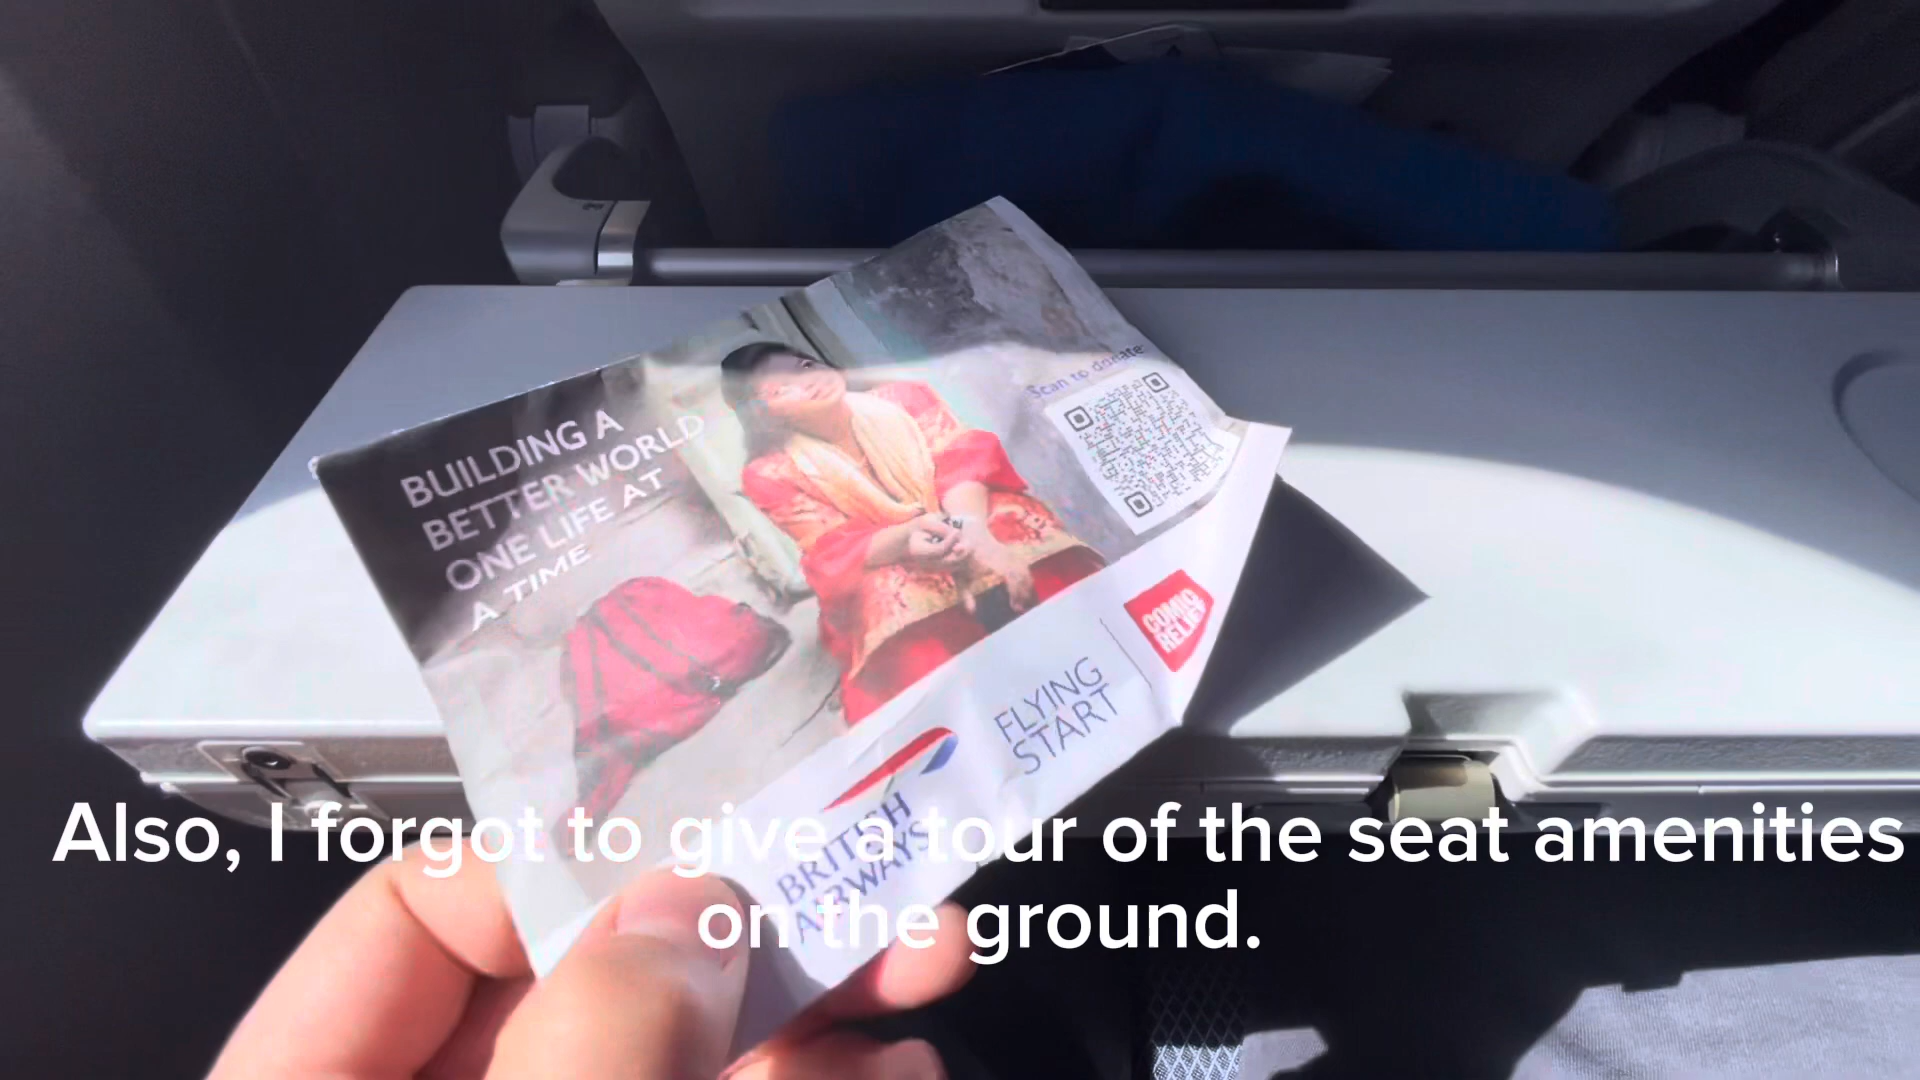 BUILDING A
BETTER WORLD
ONE LIFE AT
A TIME
Scan to donate:
COMIC
RELIEF
FLYING
START
BRITISH
AIRWAYS
Also, I forgot to give a tour of the seat amenities
on the ground.